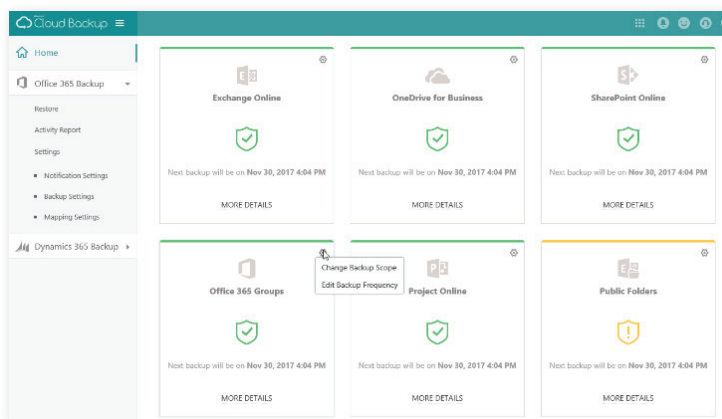 Cloud Backup
Home
Office 365 Backup
Restore
Activity Report
Settings
Notification Settings
Backup Settings
Mapping Settings
Dynamics 365 Backup
Exchange Online
Next backup will be on Nov 30, 2017 4:04 PM
MORE DETAILS
OneDrive for Business
Next backup will be on Nov 30, 2017 4:04 PM
MORE DETAILS
SharePoint Online
Next backup will be on Nov 30, 2017 4:04 PM
MORE DETAILS
Office 365 Groups
Next backup will be on Nov 30, 2017 4:04 PM
MORE DETAILS
Change Backup Scope
Edit Backup Frequency
Project Online
Next backup will be on Nov 30, 2017 4:04 PM
MORE DETAILS
Public Folders
Next backup will be on Nov 30, 2017 4:04 PM
MORE DETAILS